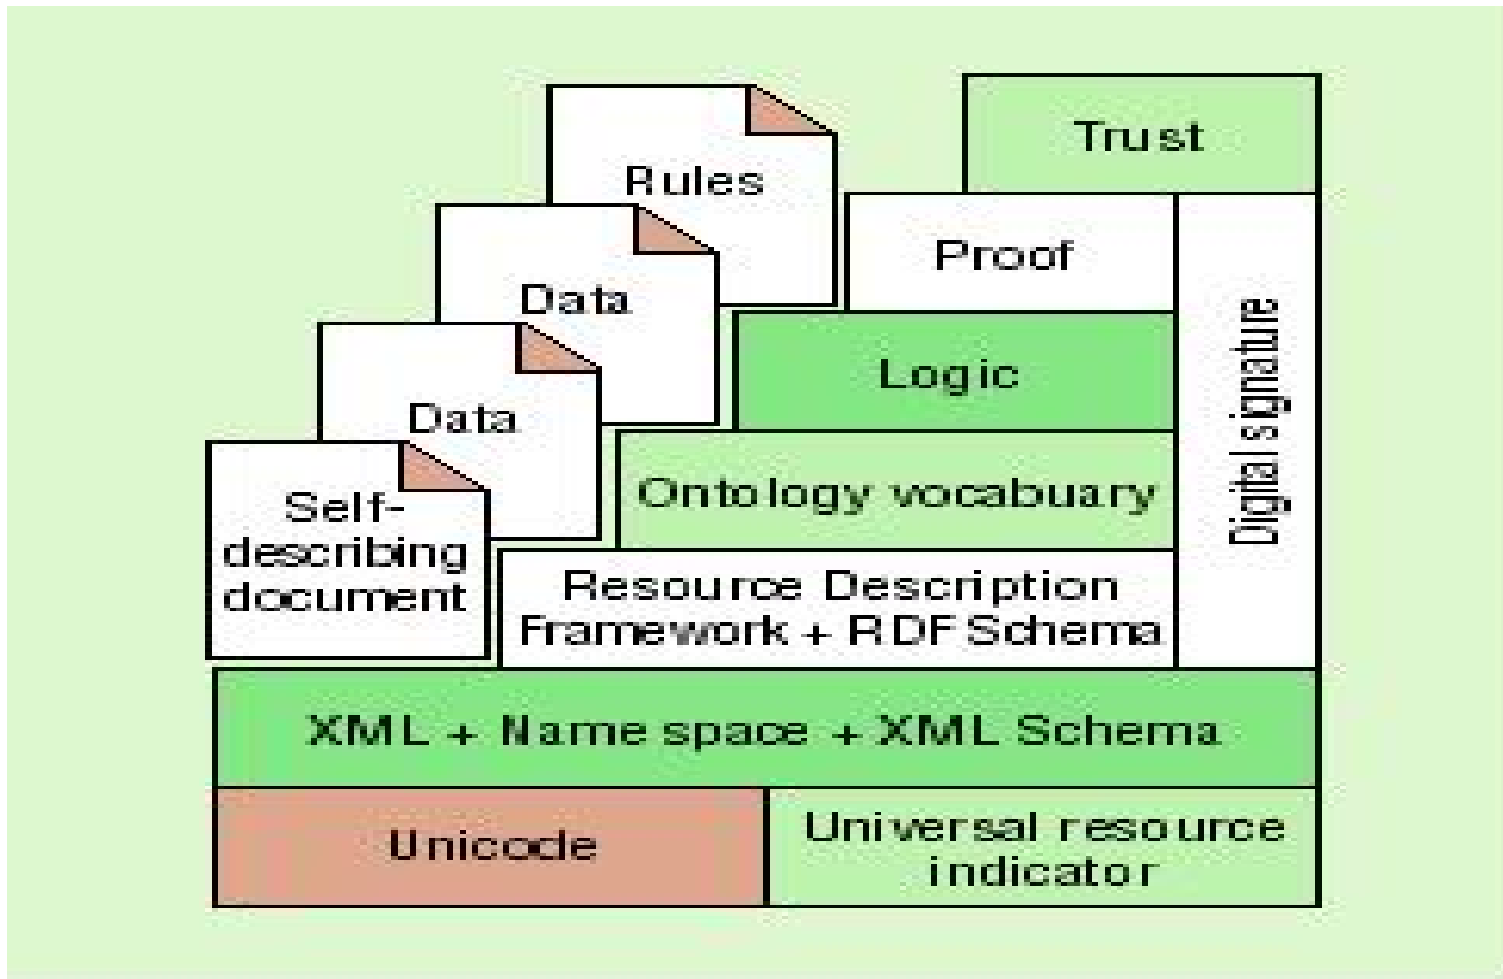 Trust
Rules
Proof
Data
Logic
Data
Ontology vocabuary
Self-
describing
document
Resource Description
Framework + RDF Schema
Digital signature
XML + Name space + XML Schema
Unicode
Universal resource
indicator